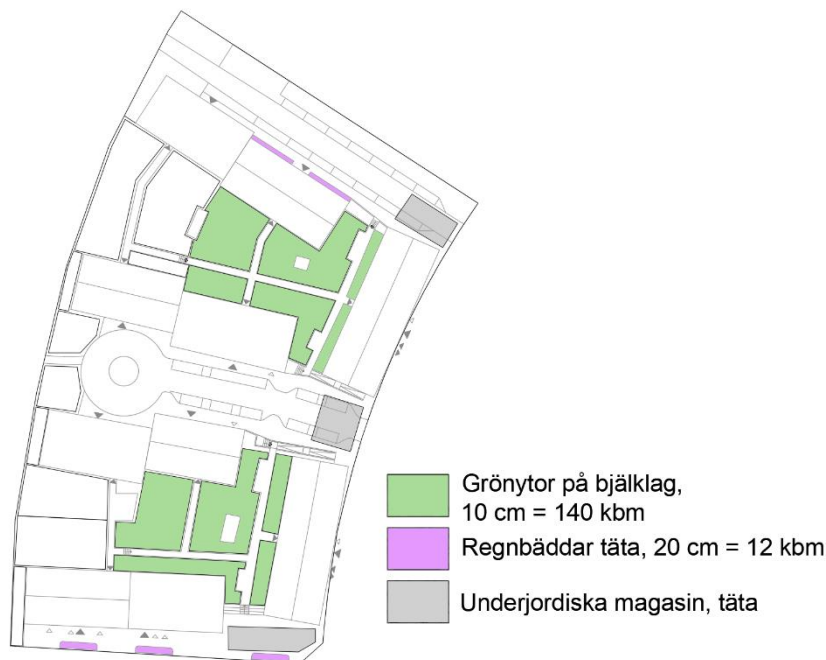 Grönytor på bjälklag,
10 cm = 140 kbm
Regnbäddar täta, 20 cm = 12 kbm
Underjordiska magasin, täta